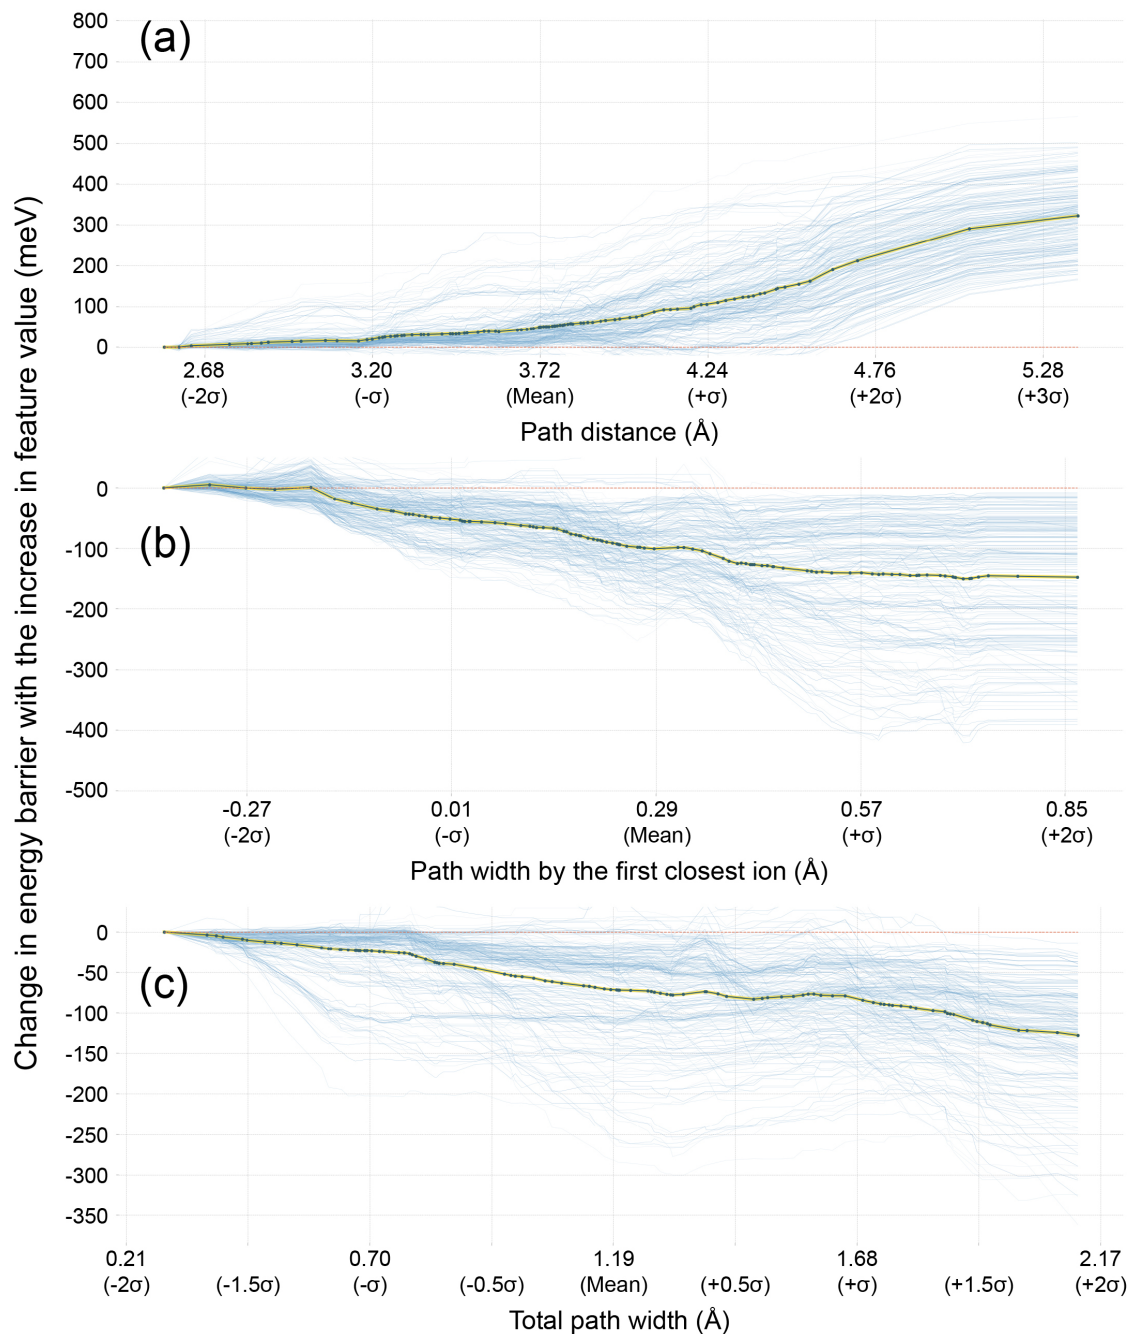 Change in energy barrier with the increase in feature value (meV)
(a)
800
700
600
500
400
300
200
100
0
2.68 3.20 3.72 4.24 4.76 5.28
(-2σ) (-σ) (Mean) (+σ) (+2σ) (+3σ)
Path distance (Å)
(b)
0
-100
-200
-300
-400
-500
-0.27 0.01 0.29 0.57 0.85
(-2σ) (-σ) (Mean) (+σ) (+2σ)
Path width by the first closest ion (Å)
(c)
0
-50
-100
-150
-200
-250
-300
-350
0.21 0.70 1.19 1.68 2.17
(-2σ) (-1.5σ) (-σ) (-0.5σ) (Mean) (+0.5σ) (+σ) (+1.5σ) (+2σ)
Total path width (Å)